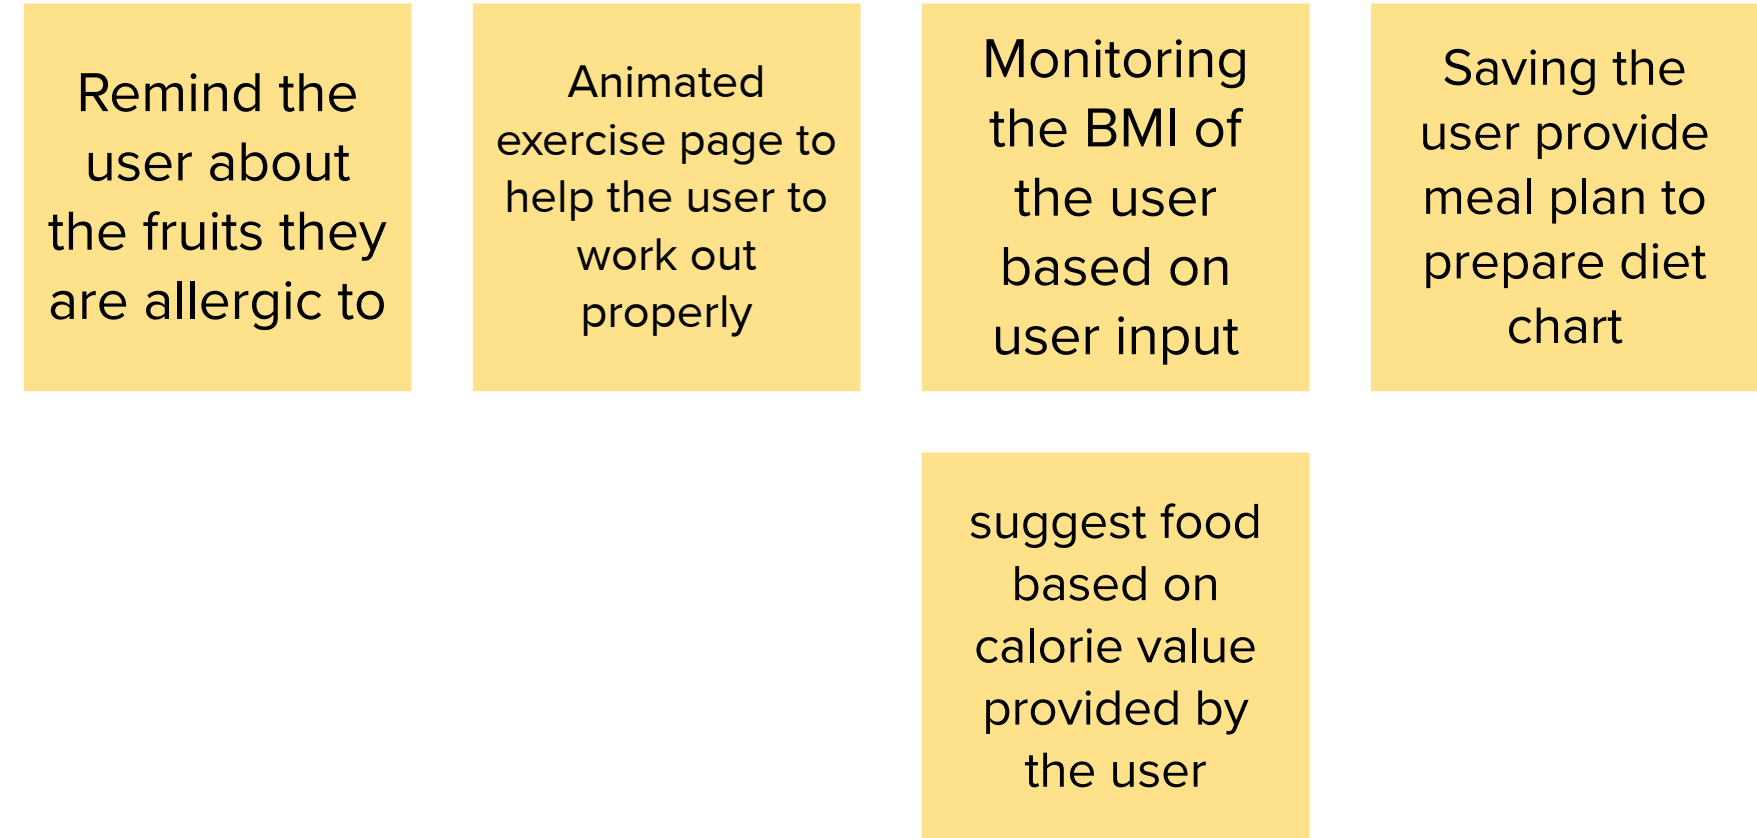 Remind the
user about
the fruits they
are allergic to
Animated
exercise page to
help the user to
work out
properly
Monitoring
the BMI of
the user
based on
user input
Saving the
user provide
meal plan to
prepare diet
chart
suggest food
based on
calorie value
provided by
the user